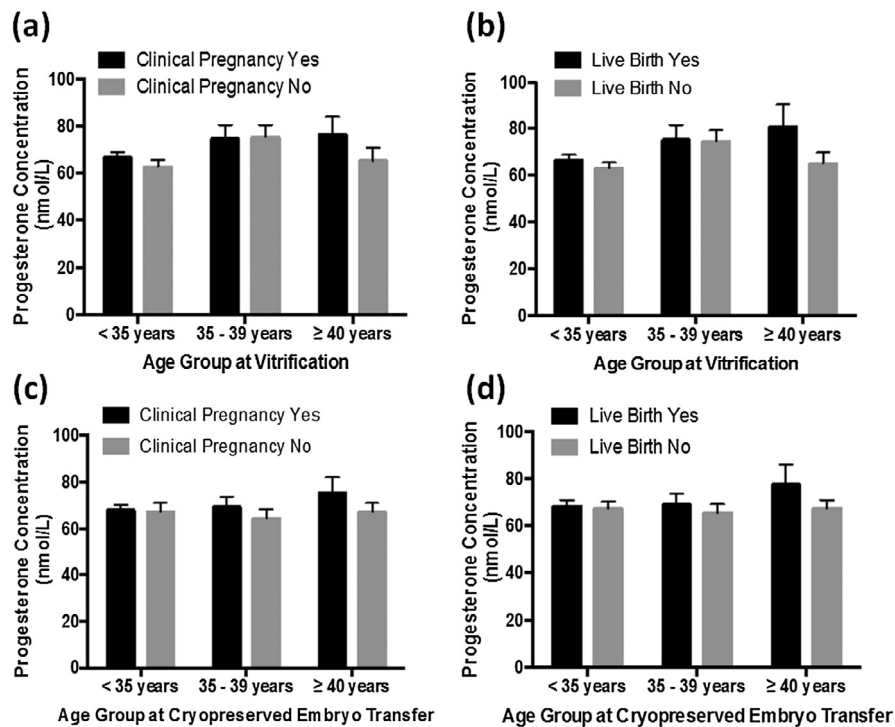 (a)
Clinical Pregnancy Yes
Clinical Pregnancy No
Progesterone Concentration
(nmol/L)
100
80
60
40
20
0
< 35 years
35 - 39 years
≥ 40 years
Age Group at Vitrification
(b)
Live Birth Yes
Live Birth No
Progesterone Concentration
(nmol/L)
100
80
60
40
20
0
< 35 years
35 - 39 years
≥ 40 years
Age Group at Vitrification
(c)
Clinical Pregnancy Yes
Clinical Pregnancy No
Progesterone Concentration
(nmol/L)
100
80
60
40
20
0
< 35 years
35 - 39 years
≥ 40 years
Age Group at Cryopreserved Embryo Transfer
(d)
Live Birth Yes
Live Birth No
Progesterone Concentration
(nmol/L)
100
80
60
40
20
0
< 35 years
35 - 39 years
≥ 40 years
Age Group at Cryopreserved Embryo Transfer